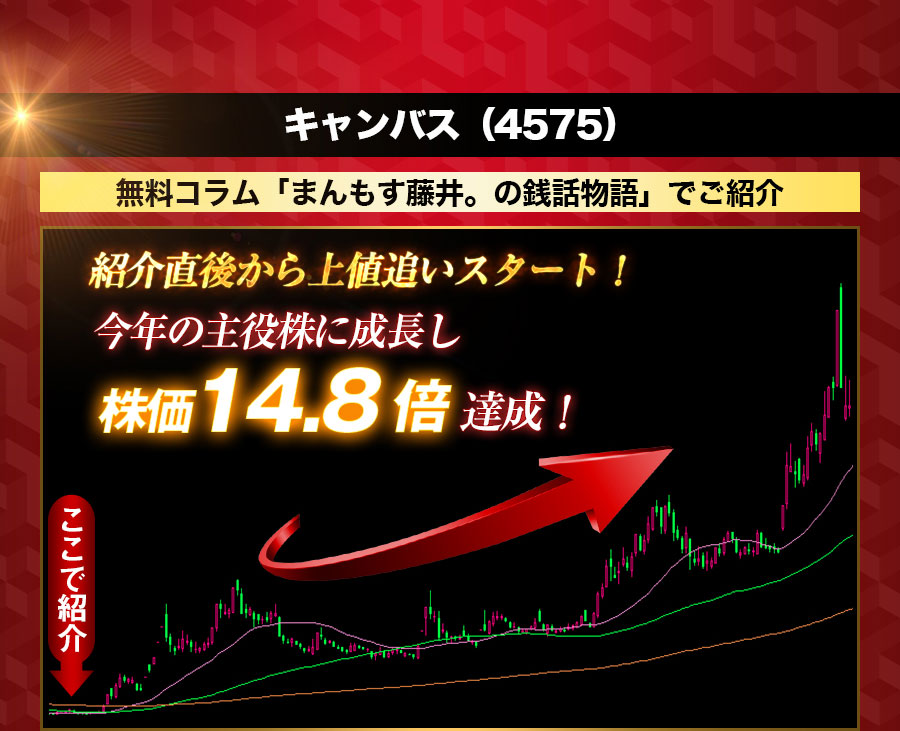 キャンバス（4575）
無料コラム「まんもす藤井。の銭話物語」でご紹介
紹介直後から上値追いスタート！
今年の主役株に成長し
株価14.8倍達成！
ここで紹介